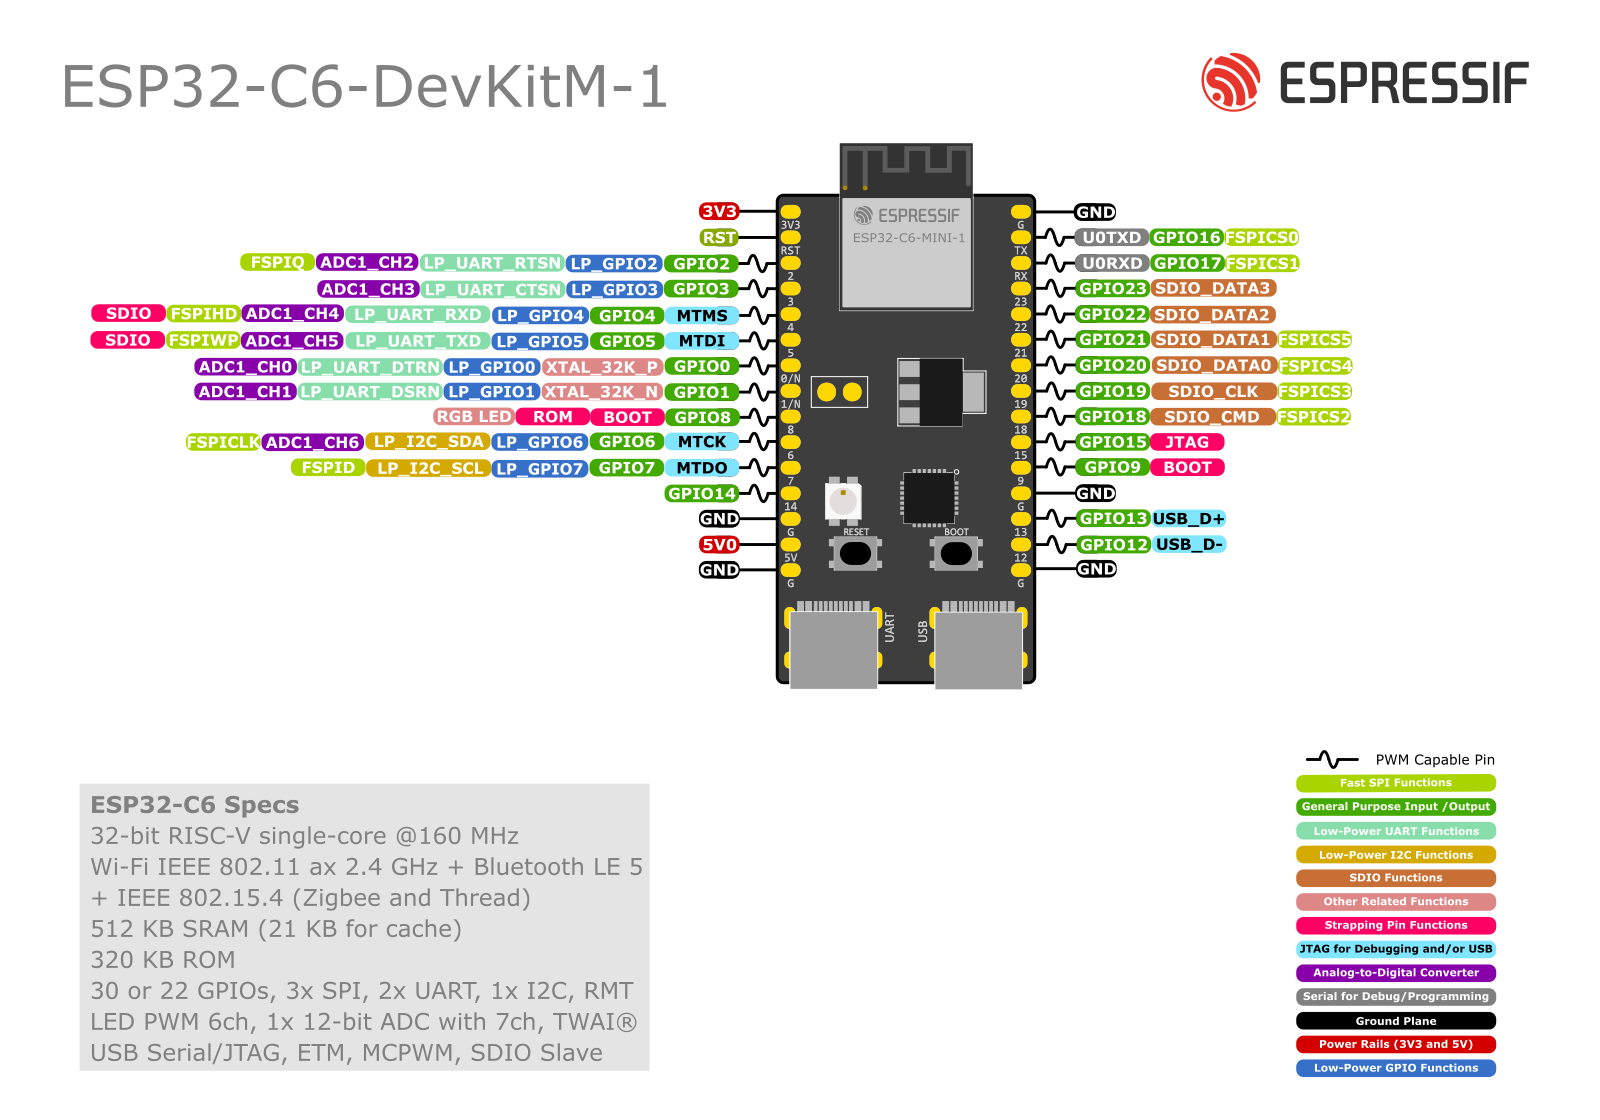 ESP32-C6-DevKitM-1
ESPRESSIF
ESPRESSIF
ESP32-C6-MINI-1
3V3
RST
FSPIQ ADC1_CH2 LP_UART_RTSN LP_GPIO2 GPIO2
ADC1_CH3 LP_UART_CTSN LP_GPIO3 GPIO3
SDIO FSPIHD ADC1_CH4 LP_UART_RXD LP_GPIO4 GPIO4 MTMS
SDIO FSPIWP ADC1_CH5 LP_UART_TXD LP_GPIO5 GPIO5 MTDI
ADC1_CH0 LP_UART_DTRN LP_GPIO0 XTAL_32K_P GPIO0
ADC1_CH1 LP_UART_DSRN LP_GPIO1 XTAL_32K_N GPIO1
RGB LED ROM BOOT GPIO8
FSPICLK ADC1_CH6 LP_I2C_SDA LP_GPIO6 GPIO6 MTCK
FSPID LP_I2C_SCL LP_GPIO7 GPIO7 MTDO
GPIO14
GND
5V0
GND
3V3
RST
2
3
4
5
0/N
1/N
8
6
7
14
G
5V
G
G
TX
RX
23
22
21
20
19
18
15
9
G
13
12
G
RESET
BOOT
UART
USB
GND
U0TXD GPIO16 FSPICS0
U0RXD GPIO17 FSPICS1
GPIO23 SDIO_DATA3
GPIO22 SDIO_DATA2
GPIO21 SDIO_DATA1 FSPICS5
GPIO20 SDIO_DATA0 FSPICS4
GPIO19 SDIO_CLK FSPICS3
GPIO18 SDIO_CMD FSPICS2
GPIO15 JTAG
GPIO9 BOOT
GND
GPIO13 USB_D+
GPIO12 USB_D-
GND
ESP32-C6 Specs
32-bit RISC-V single-core @160 MHz
Wi-Fi IEEE 802.11 ax 2.4 GHz + Bluetooth LE 5
+ IEEE 802.15.4 (Zigbee and Thread)
512 KB SRAM (21 KB for cache)
320 KB ROM
30 or 22 GPIOs, 3x SPI, 2x UART, 1x I2C, RMT
LED PWM 6ch, 1x 12-bit ADC with 7ch, TWAI®
USB Serial/JTAG, ETM, MCPWM, SDIO Slave
PWM Capable Pin
Fast SPI Functions
General Purpose Input /Output
Low-Power UART Functions
Low-Power I2C Functions
SDIO Functions
Other Related Functions
Strapping Pin Functions
JTAG for Debugging and/or USB
Analog-to-Digital Converter
Serial for Debug/Programming
Ground Plane
Power Rails (3V3 and 5V)
Low-Power GPIO Functions